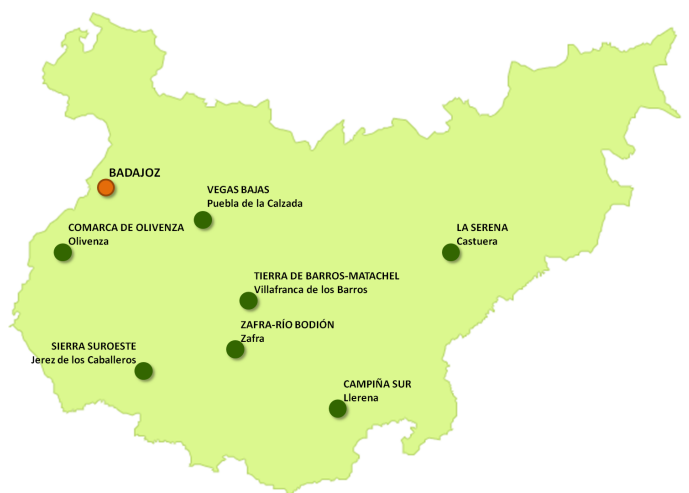 BADAJOZ
VEGAS BAJAS
Puebla de la Calzada
COMARCA DE OLIVENZA
Olivenza
LA SERENA
Castuera
TIERRA DE BARROS-MATACHEL
Villafranca de los Barros
ZAFRA-RÍO BODIÓN
Zafra
SIERRA SUROESTE
Jerez de los Caballeros
CAMPIÑA SUR
Llerena